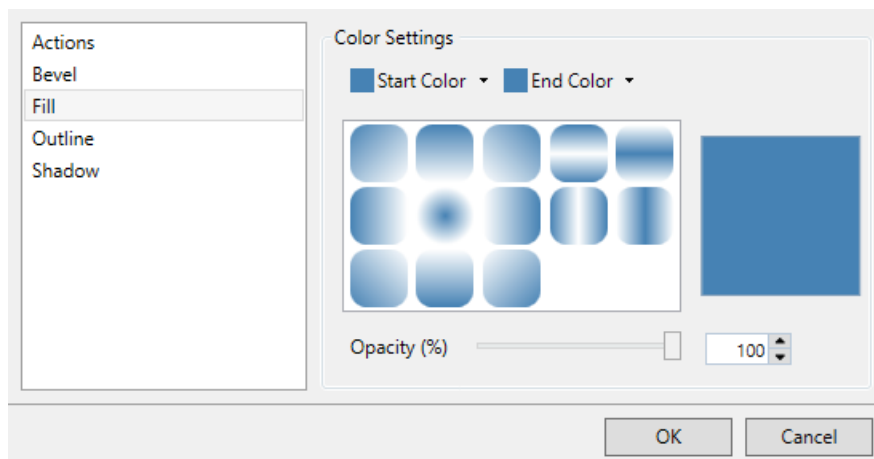 Actions
Bevel
Fill
Outline
Shadow
Color Settings
Start Color End Color
Opacity (%) 100
OK Cancel